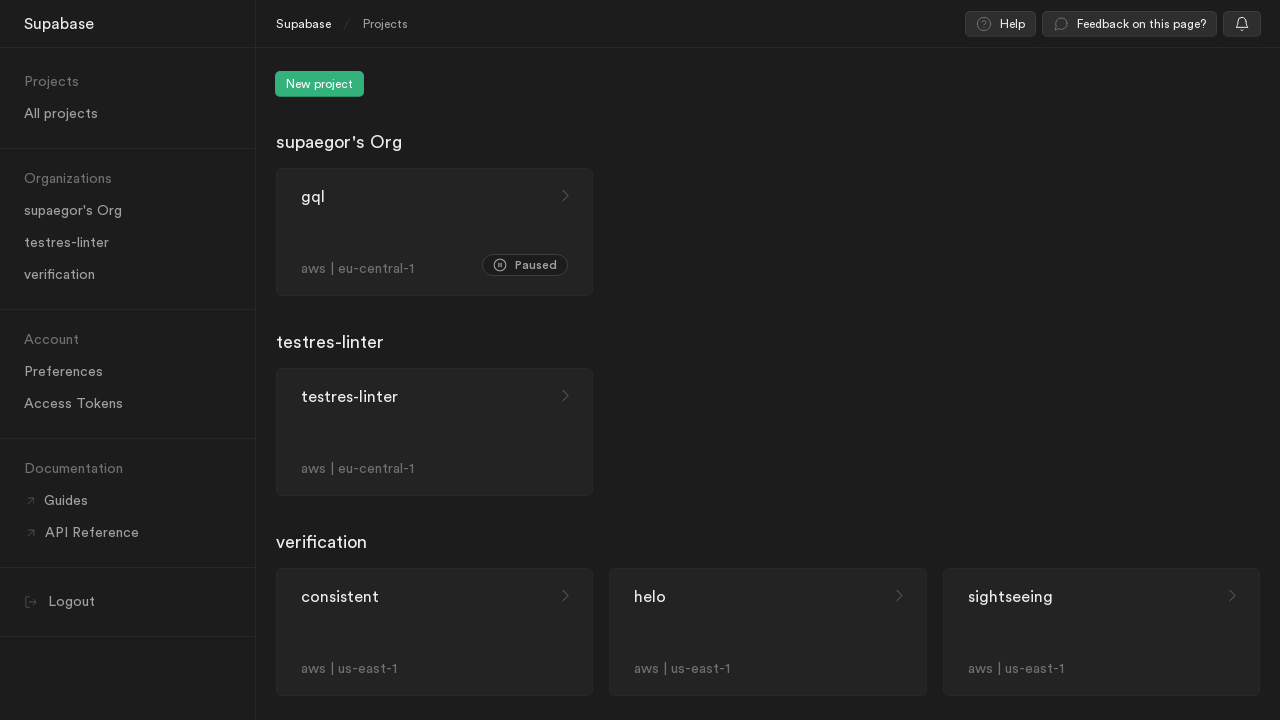 Supabase
Projects
All projects
Organizations
supaegor's Org
testres-linter
verification
Account
Preferences
Access Tokens
Documentation
Guides
API Reference
Logout
Supabase / Projects
Help
Feedback on this page?
New project
supaegor's Org
gql
aws | eu-central-1
Paused
testres-linter
testres-linter
aws | eu-central-1
verification
consistent
aws | us-east-1
helo
aws | us-east-1
sightseeing
aws | us-east-1